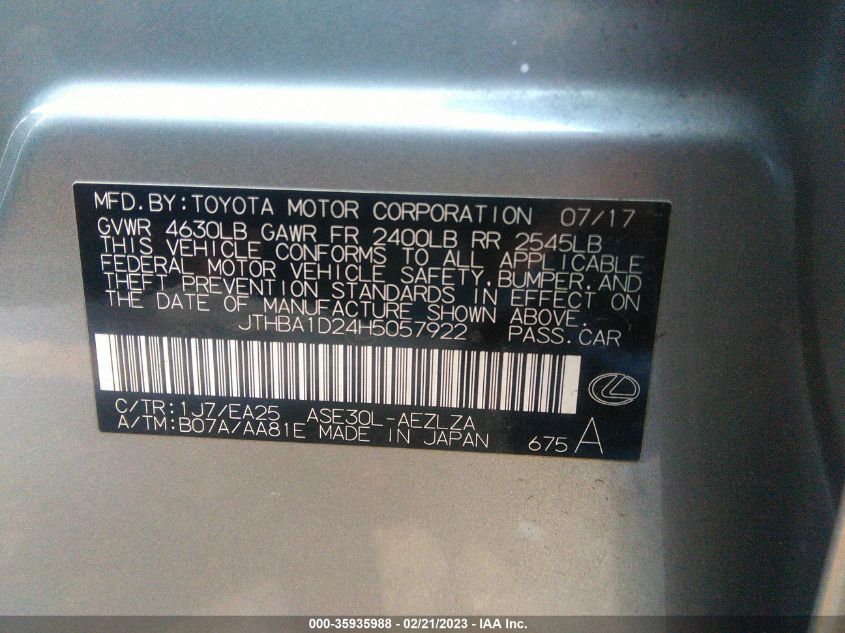 MFD.BY:TOYOTA MOTOR CORPORATION 07/17
GVWR 4630LB GAWR FR 2400LB RR 2545LB
THIS VEHICLE CONFORMS TO ALL APPLICABLE
FEDERAL MOTOR VEHICLE SAFETY,BUMPER,AND
THEFT PREVENTION STANDARDS IN EFFECT ON
THE DATE OF MANUFACTURE SHOWN ABOVE.
JTHBA1D24H5057922 PASS.CAR
C/TR:1J7/EA25 ASE30L-AEZLZA
A/TM:B07A/AA81E MADE IN JAPAN 675 A
000-35935988 - 02/21/2023 - IAA Inc.